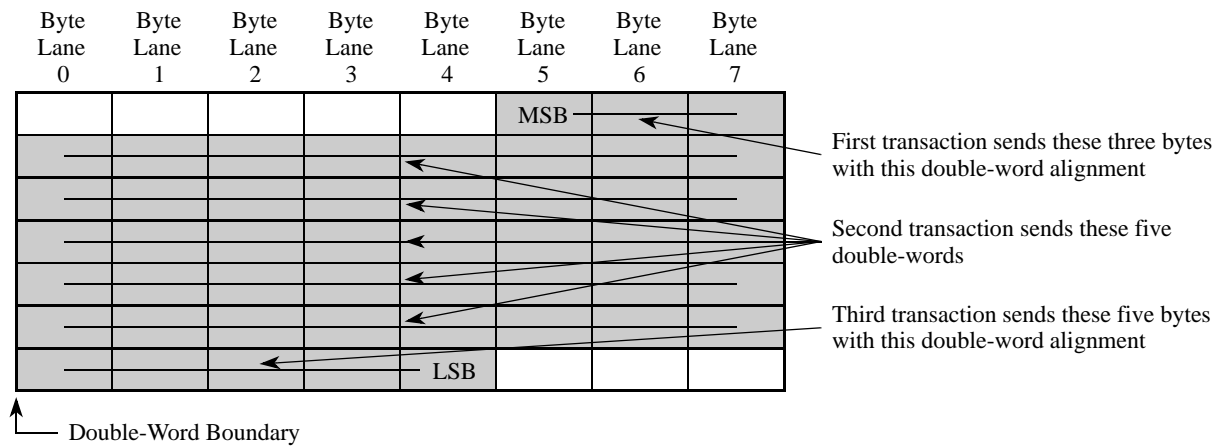 Byte Lane 0
Byte Lane 1
Byte Lane 2
Byte Lane 3
Byte Lane 4
Byte Lane 5
Byte Lane 6
Byte Lane 7
MSB
First transaction sends these three bytes
with this double-word alignment
Second transaction sends these five
double-words
Third transaction sends these five bytes
with this double-word alignment
LSB
Double-Word Boundary